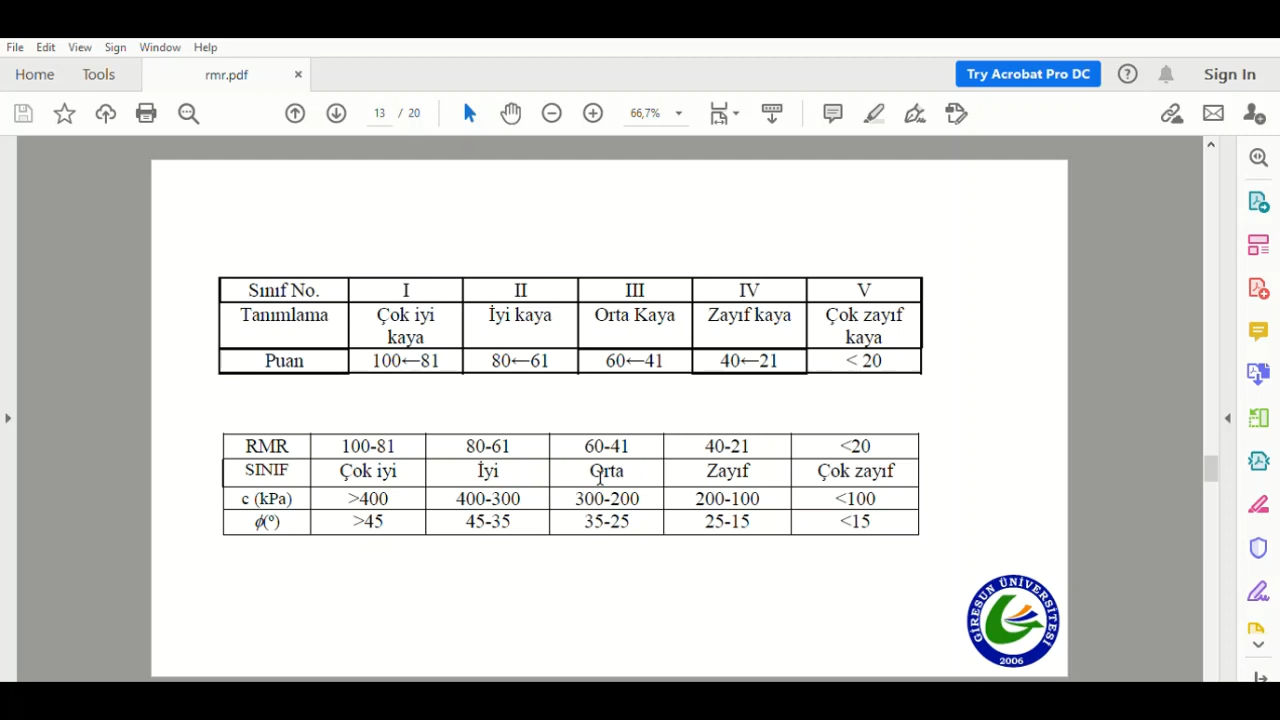 File Edit View Sign Window Help
Home Tools rmr.pdf × Try Acrobat Pro DC Sign In
13 / 20 66,7%
Sınıf No. I II III IV V
Tanımlama Çok iyi kaya İyi kaya Orta Kaya Zayıf kaya Çok zayıf kaya
Puan 100←81 80←61 60←41 40←21 < 20
RMR 100-81 80-61 60-41 40-21 <20
SINIF Çok iyi İyi Orta Zayıf Çok zayıf
c (kPa) >400 400-300 300-200 200-100 <100
ϕ(º) >45 45-35 35-25 25-15 <15
GİRESUN ÜNİVERSİTESİ
2006